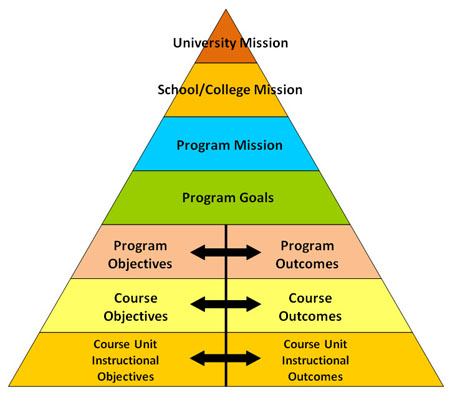 University Mission
School/College Mission
Program Mission
Program Goals
Program
Objectives
Program
Outcomes
Course
Objectives
Course
Outcomes
Course Unit
Instructional
Objectives
Course Unit
Instructional
Outcomes